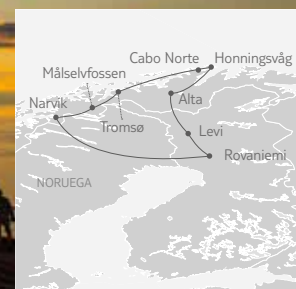 Cabo Norte Honningsvåg
Målselvfossen
Narvik
Alta
Tromsø
Levi
Rovaniemi
NORUEGA